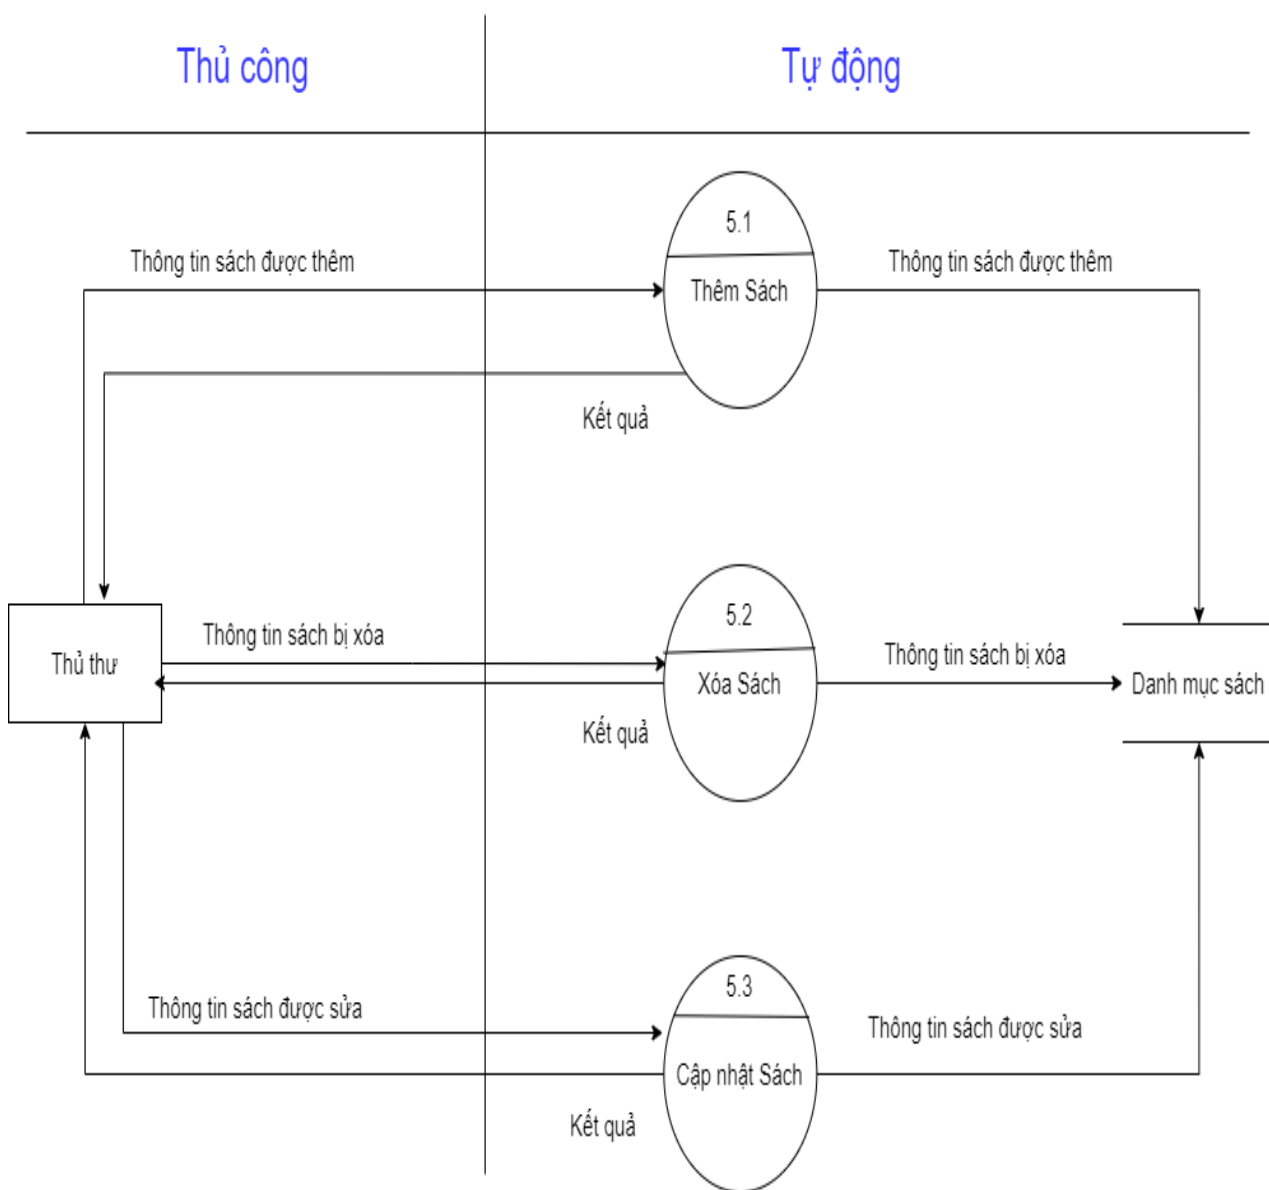 Thủ công
Tự động
5.1
Thông tin sách được thêm
Thông tin sách được thêm
Thêm Sách
Kết quả
5.2
Thông tin sách bị xóa
Thông tin sách bị xóa
Thủ thư
Xóa Sách
Danh mục sách
Kết quả
5.3
Thông tin sách được sửa
Thông tin sách được sửa
Cập nhật Sách
Kết quả